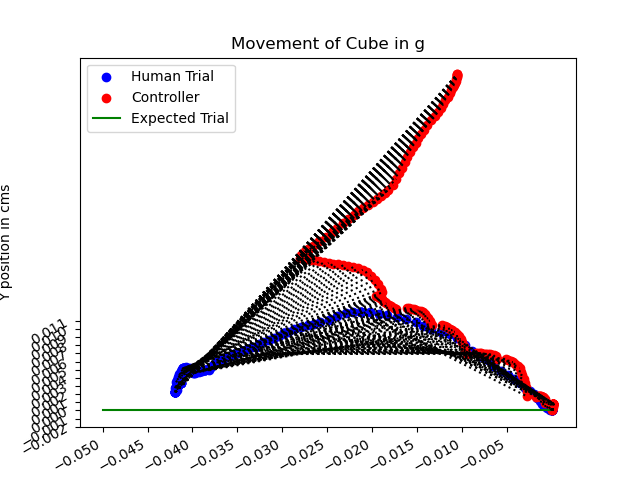 Movement of Cube in g
Human Trial
Controller
Expected Trial
Y position in cms
0.011
−0.002
−0.050
−0.045
−0.040
−0.035
−0.030
−0.025
−0.020
−0.015
−0.010
−0.005